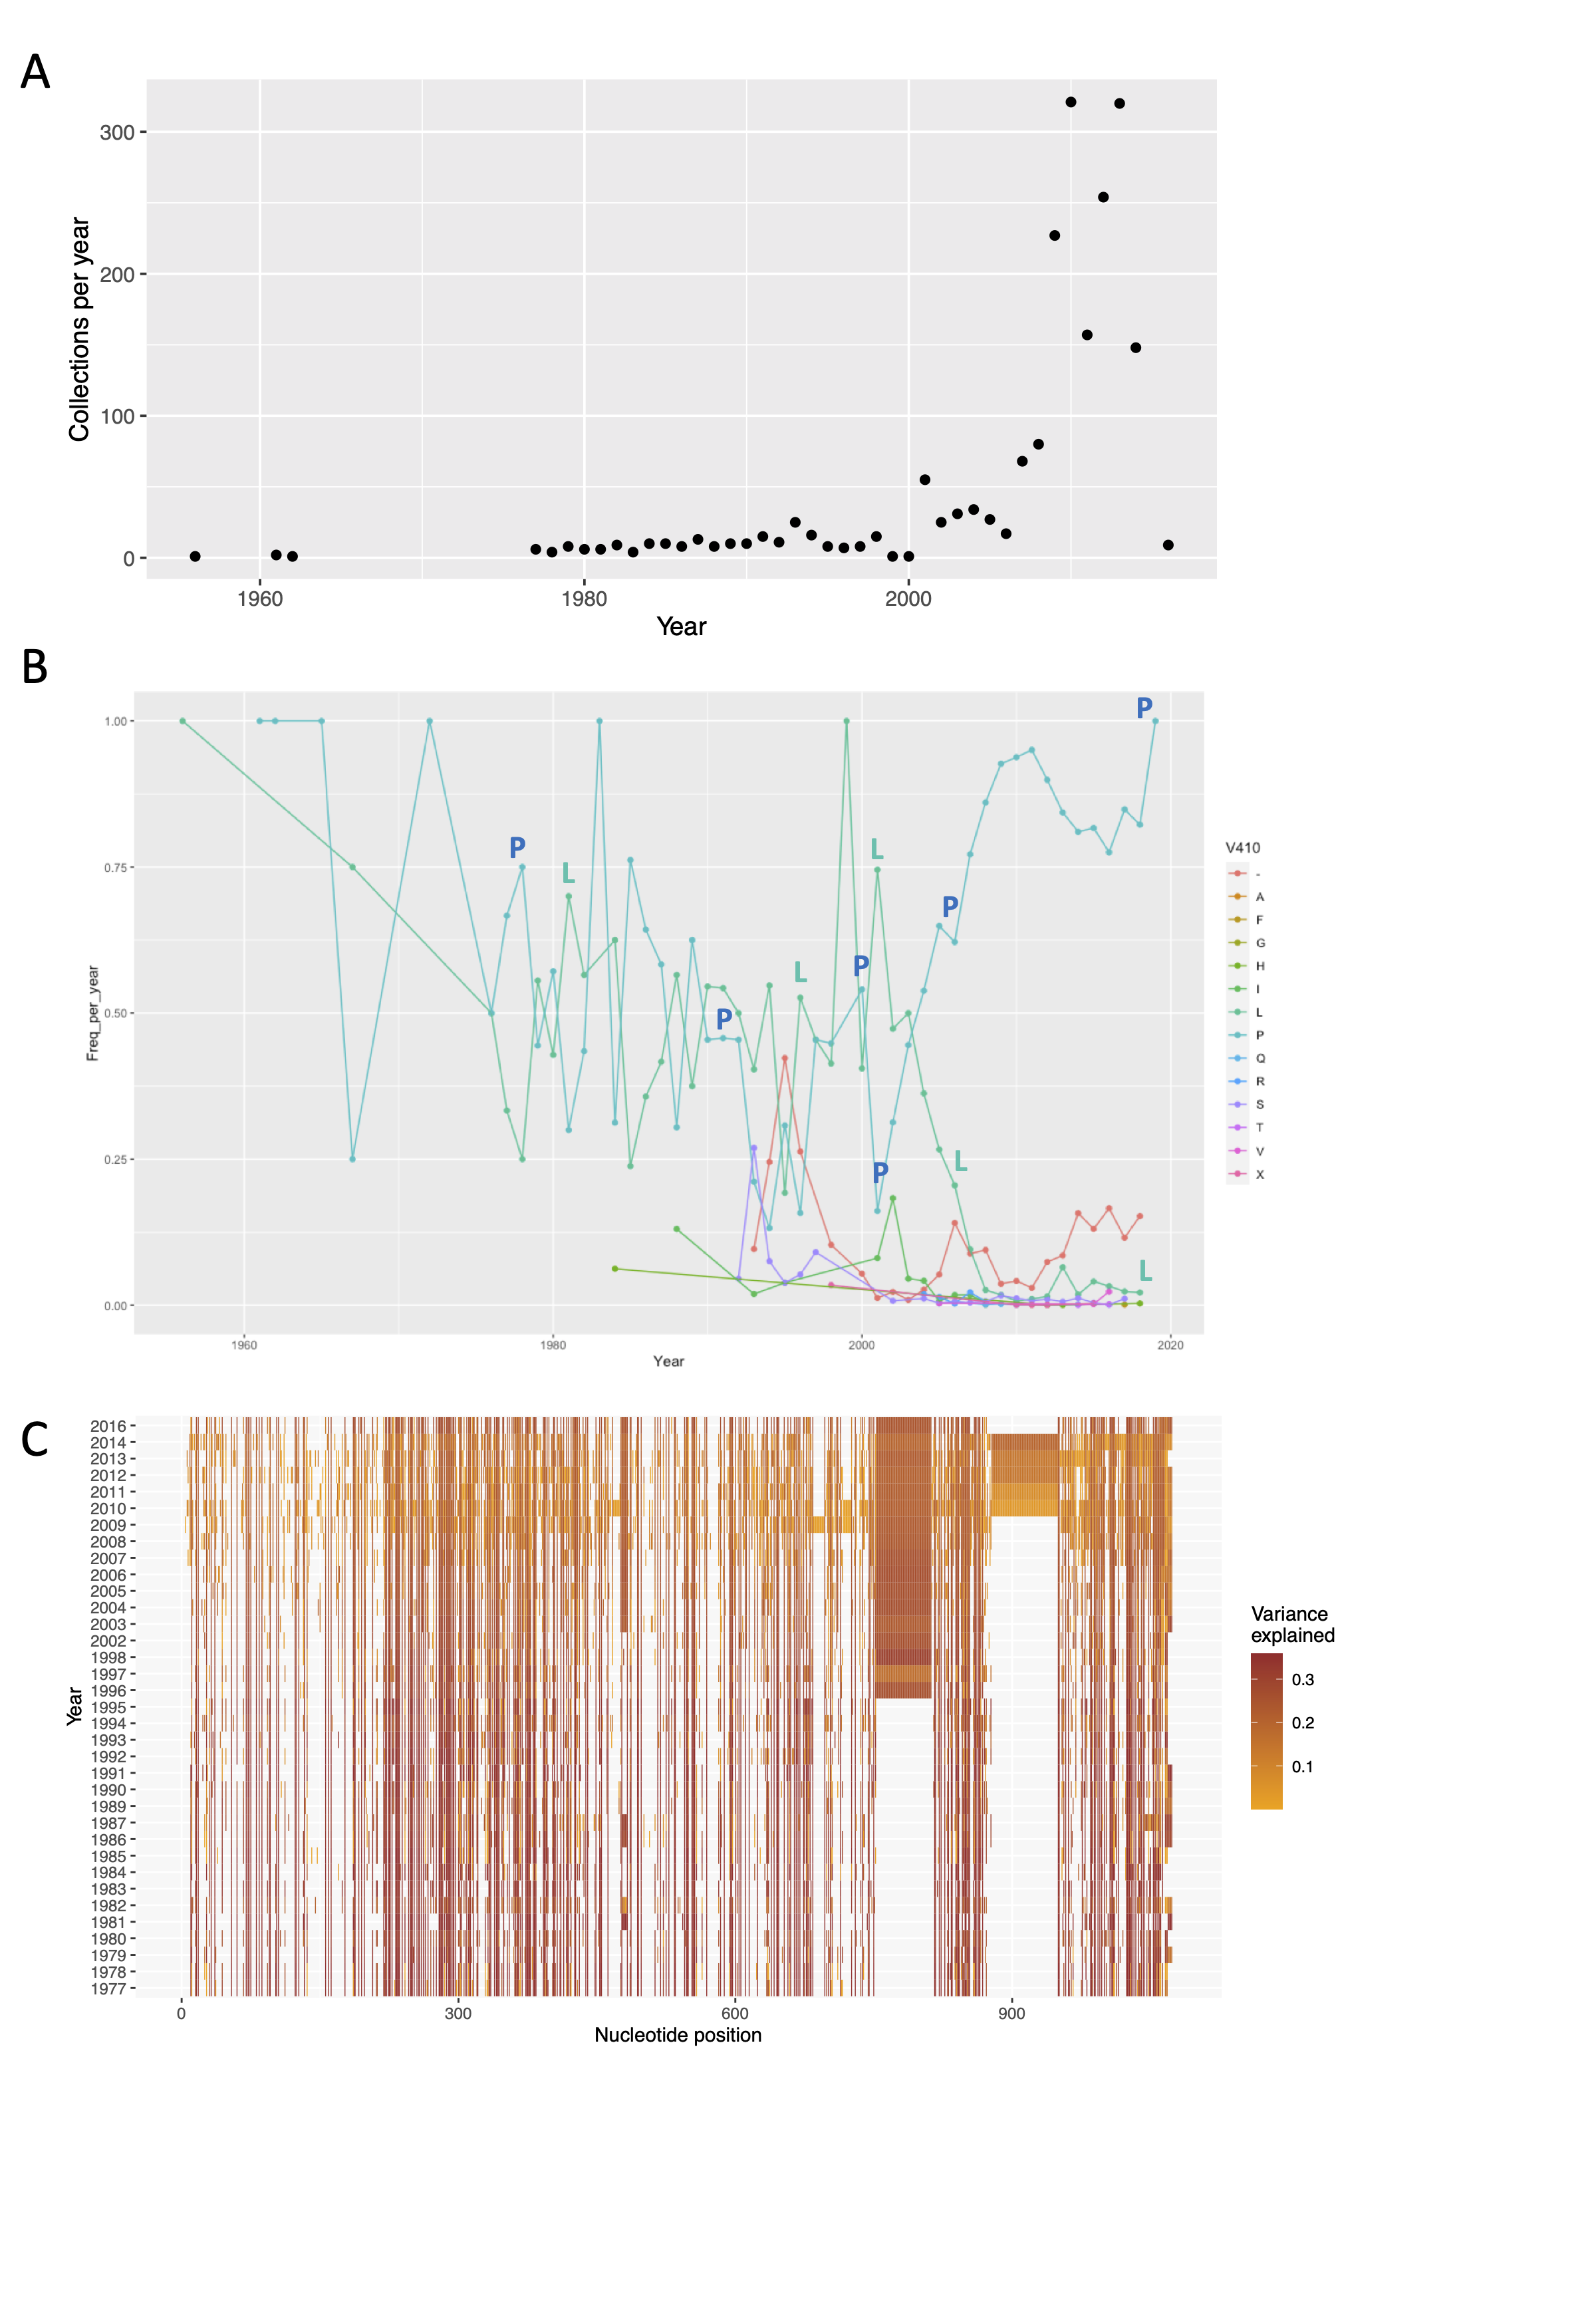 A
300
200
100
0
Collections per year
1960 1980 2000
Year
B
1.00
0.75
0.50
0.25
0.00
Freq_per_year
P
P
L
L
P
P
L
P
P
L
P
L
1960 1980 2000 2020
Year
V410
-
A
F
G
H
I
L
P
Q
R
S
T
V
X
C
2016
2014
2013
2012
2011
2010
2009
2008
2007
2006
2005
2004
2003
2002
1998
1997
1996
1995
1994
1993
1992
1991
1990
1989
1987
1986
1985
1984
1983
1982
1981
1980
1979
1978
1977
Year
0 300 600 900
Nucleotide position
Variance
explained
0.3
0.2
0.1